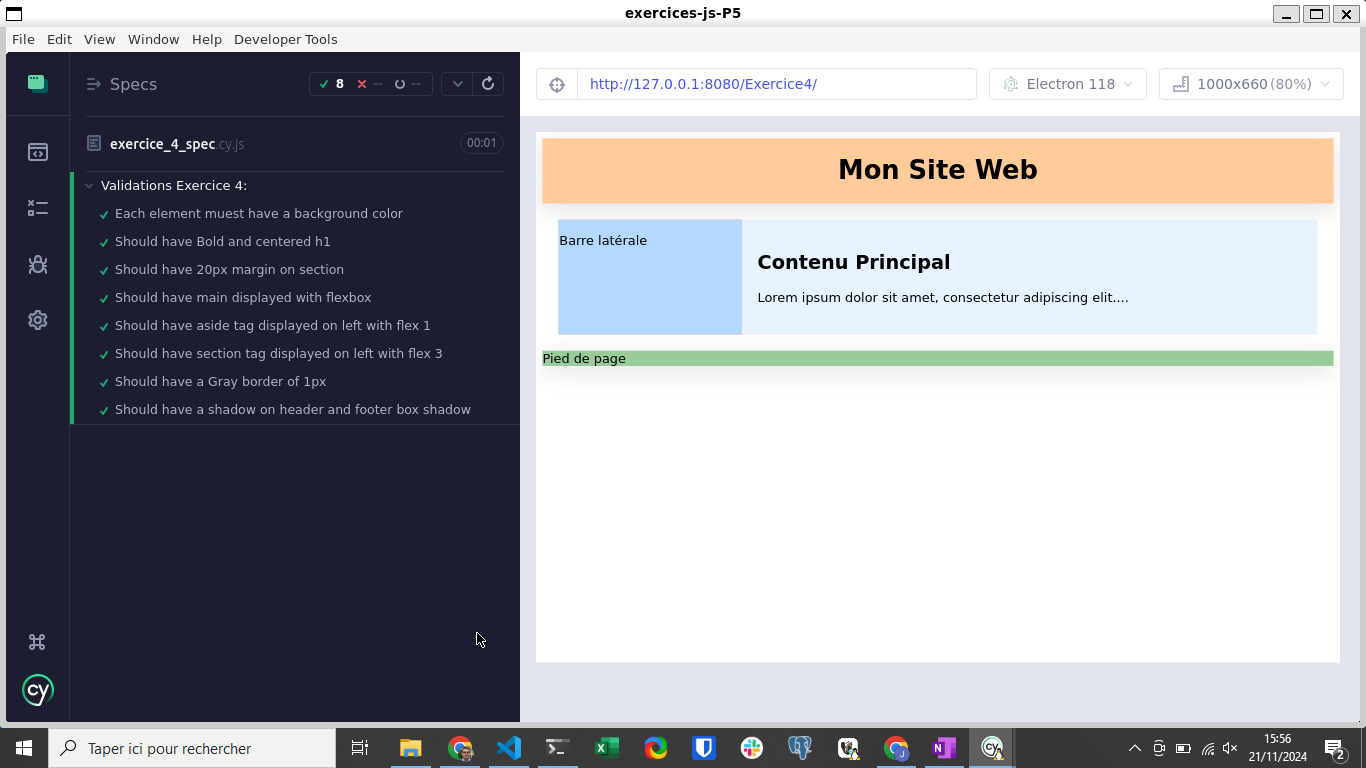 exercices-js-P5
File Edit View Window Help Developer Tools
Specs
8 -- --
exercice_4_spec.cy.js 00:01
Validations Exercice 4:
Each element muest have a background color
Should have Bold and centered h1
Should have 20px margin on section
Should have main displayed with flexbox
Should have aside tag displayed on left with flex 1
Should have section tag displayed on left with flex 3
Should have a Gray border of 1px
Should have a shadow on header and footer box shadow
cy
http://127.0.0.1:8080/Exercice4/
Electron 118
1000x660 (80%)
Mon Site Web
Barre latérale
Contenu Principal
Lorem ipsum dolor sit amet, consectetur adipiscing elit....
Pied de page
Taper ici pour rechercher
15:56
21/11/2024
2